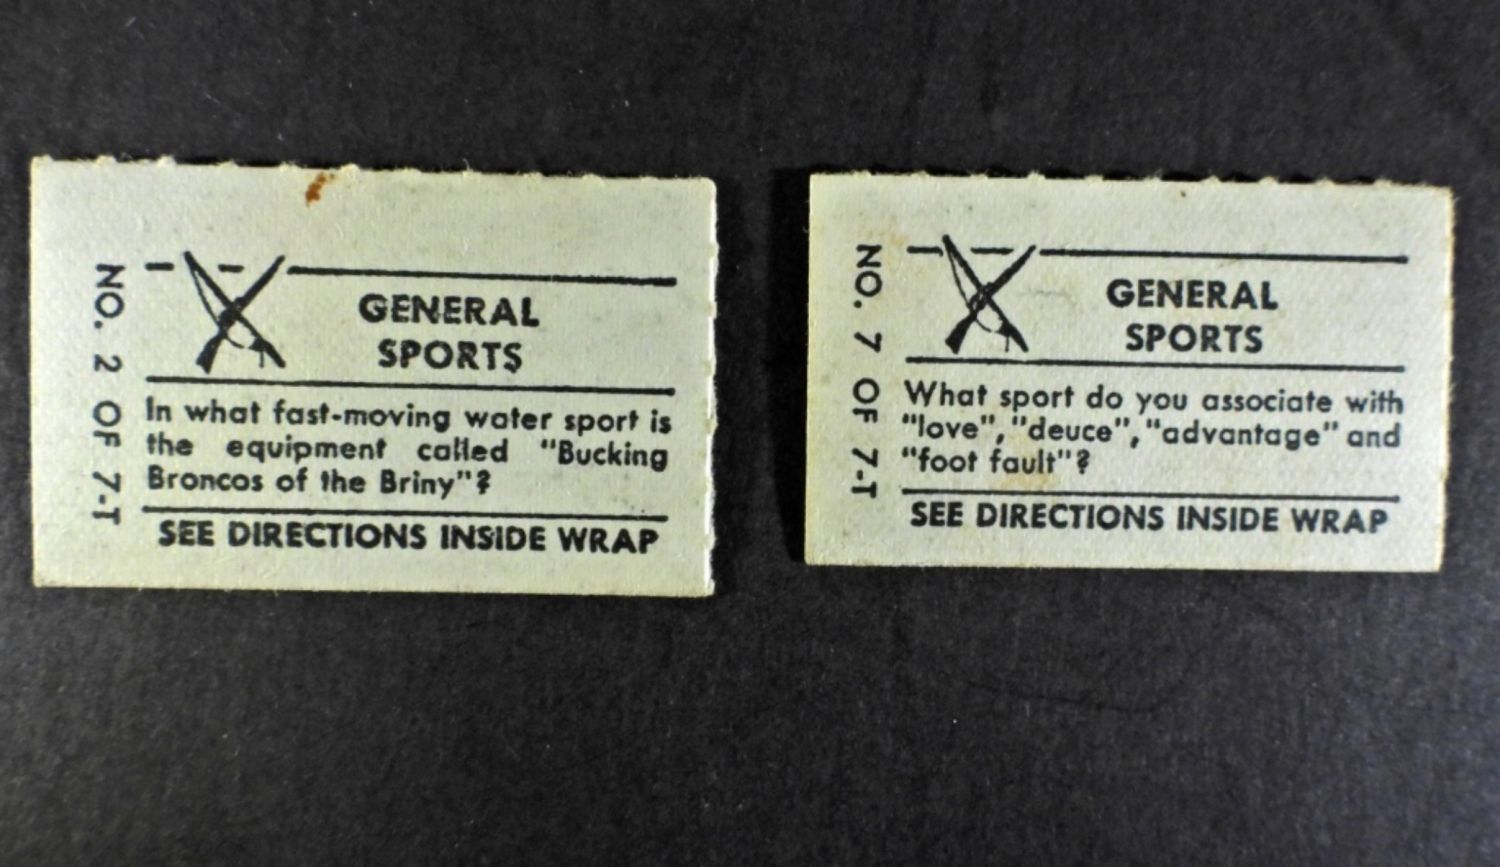 NO. 2 OF 7-T
GENERAL
SPORTS
In what fast-moving water sport is
the equipment called "Bucking
Broncos of the Briny"?
SEE DIRECTIONS INSIDE WRAP
NO. 7 OF 7-T
GENERAL
SPORTS
What sport do you associate with
"love", "deuce", "advantage" and
"foot fault"?
SEE DIRECTIONS INSIDE WRAP